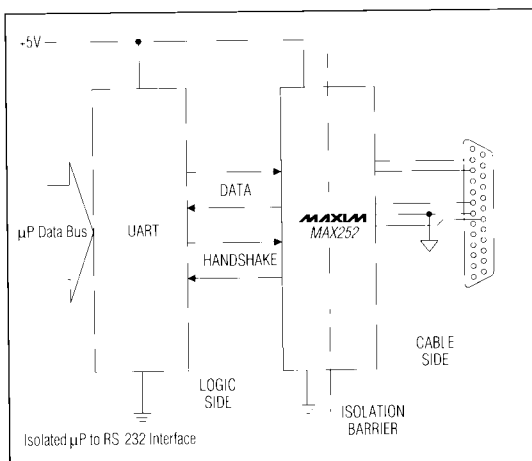 +5V
DATA
MAXIM
MAX252
µP Data Bus
UART
HANDSHAKE
CABLE
SIDE
LOGIC
SIDE
ISOLATION
BARRIER
Isolated µP to RS 232 Interface